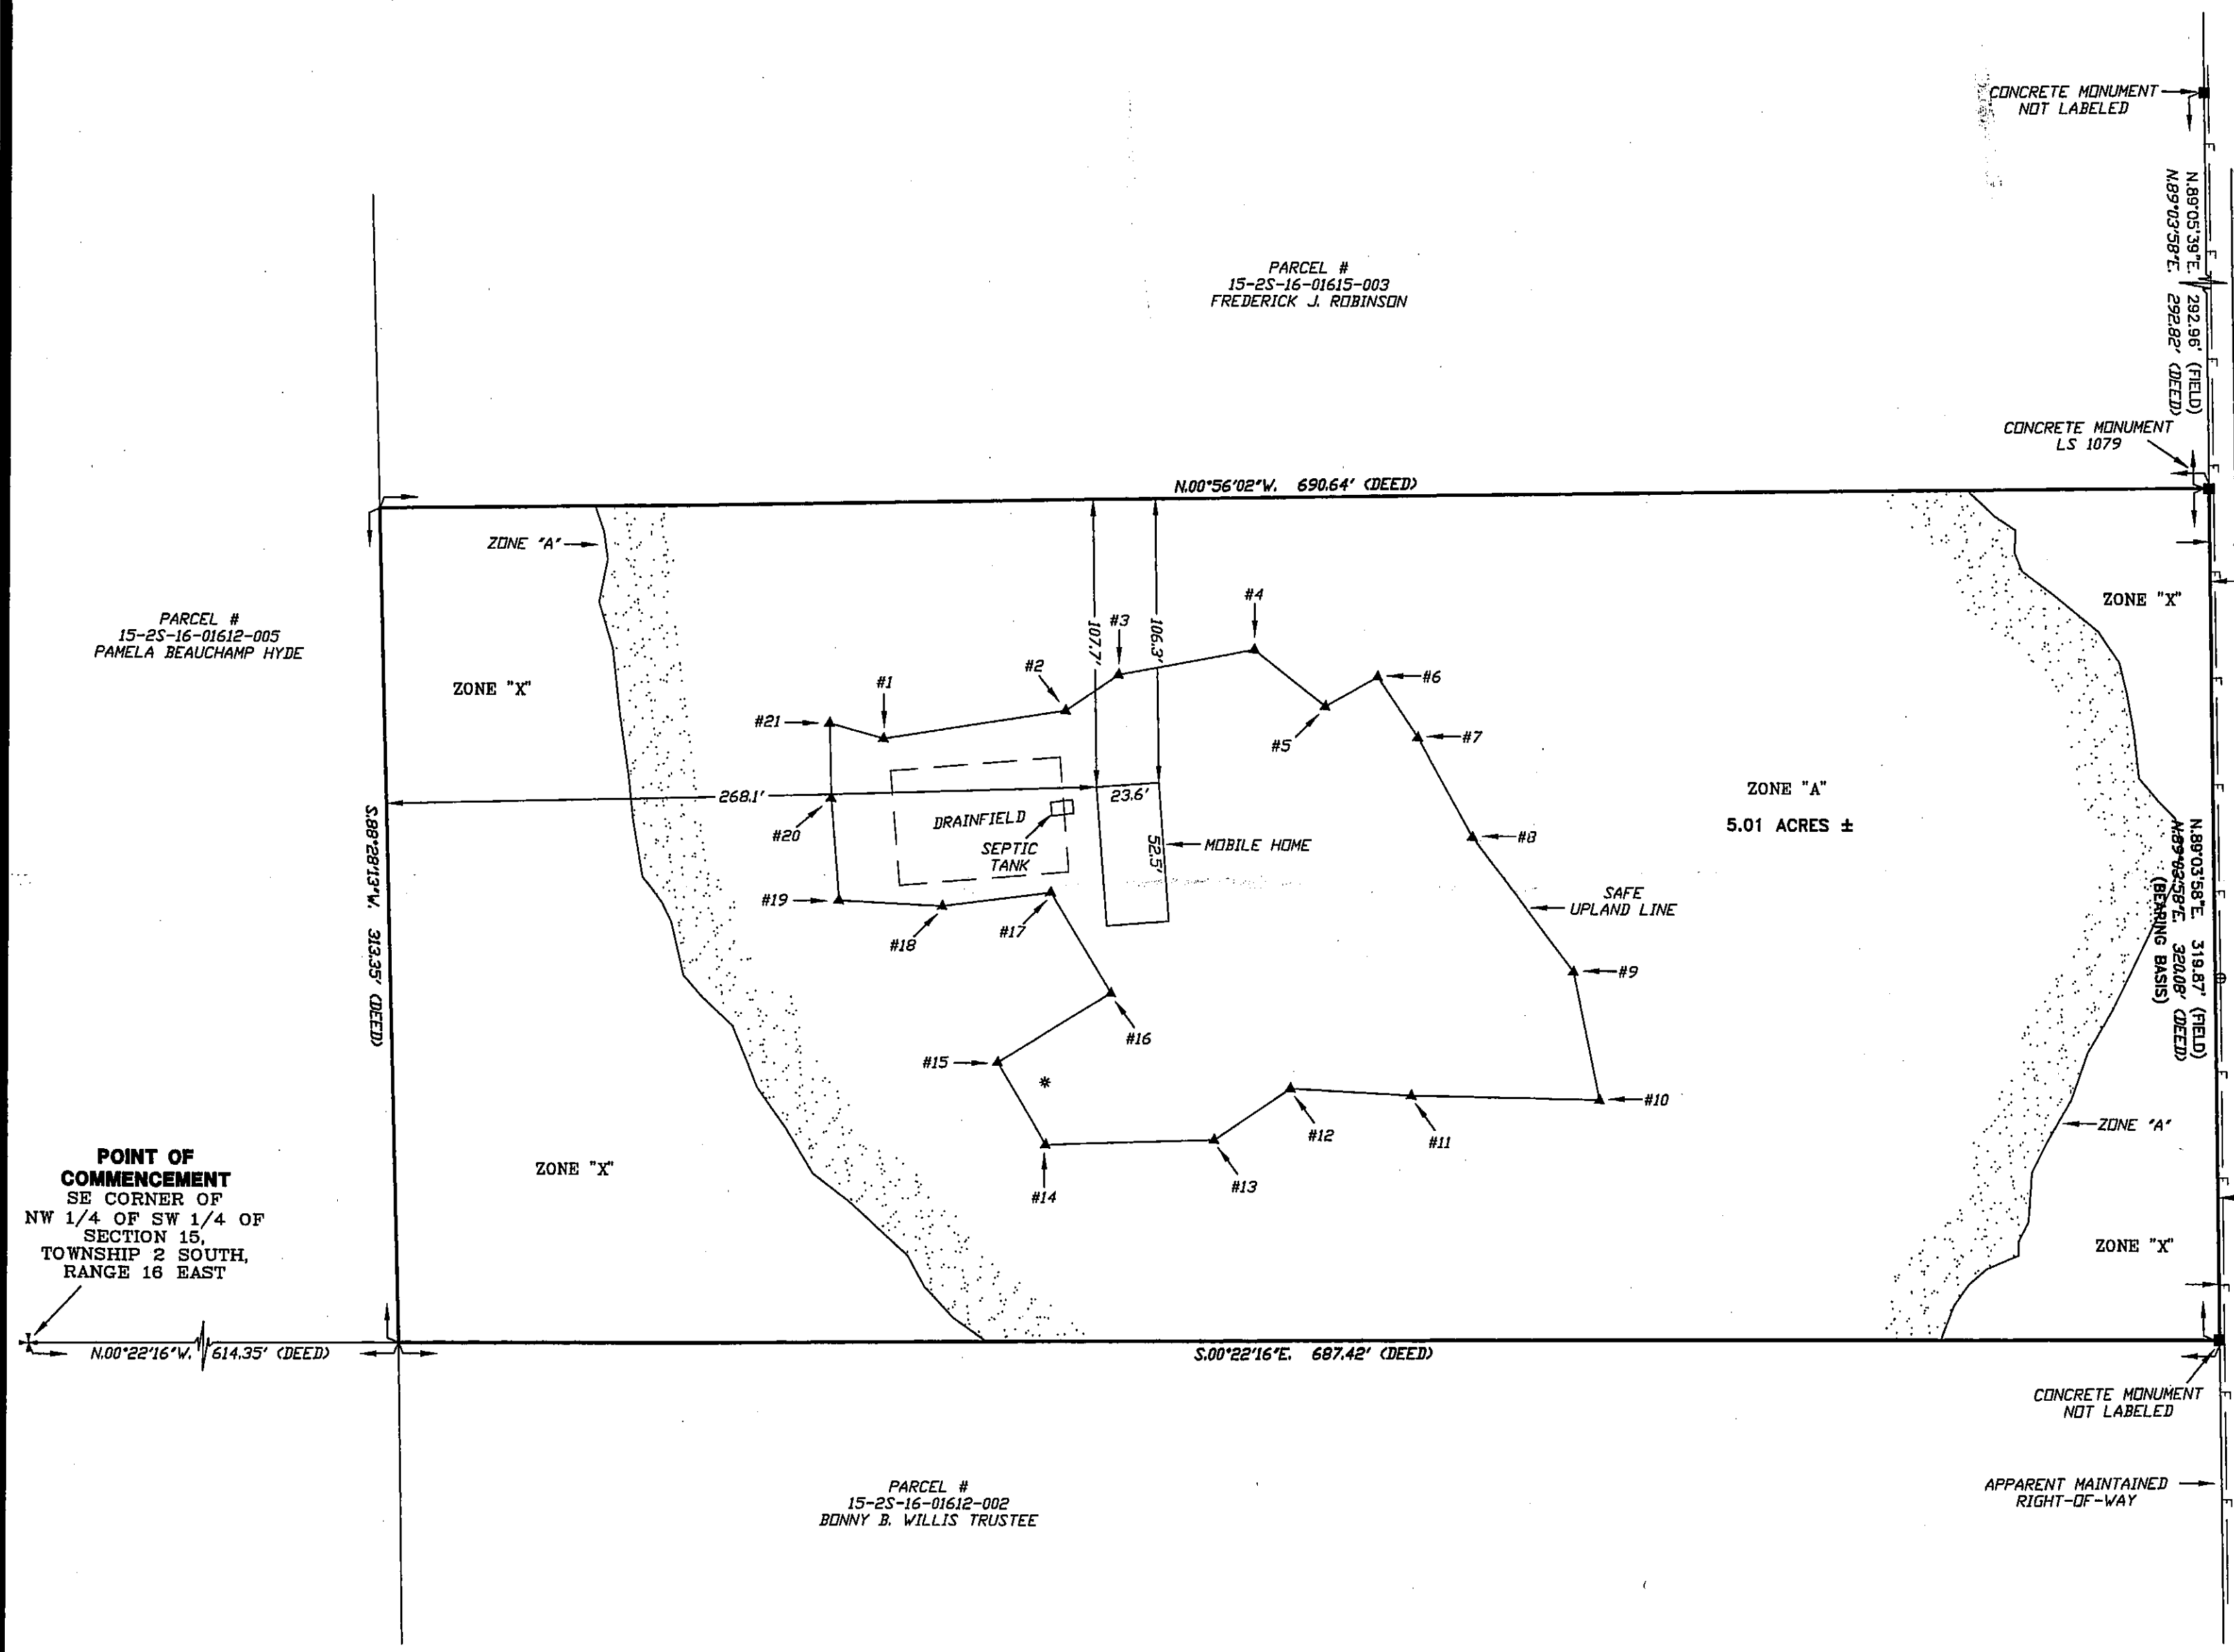 CONCRETE MONUMENT
NOT LABELED
N.89°05'39"E. 292.96' (FIELD)
N.89°03'58"E. 292.82' (DEED)
PARCEL #
15-2S-16-01615-003
FREDERICK J. ROBINSON
CONCRETE MONUMENT
LS 1079
N.00°56'02"W. 690.64' (DEED)
ZONE "A"
ZONE "X"
PARCEL #
15-2S-16-01612-005
PAMELA BEAUCHAMP HYDE
ZONE "X"
#1
#2
#3
#4
#5
#6
#7
#8
#9
#10
#11
#12
#13
#14
#15
#16
#17
#18
#19
#20
#21
107.7'
106.3'
268.1'
23.6'
52.5'
DRAINFIELD
SEPTIC
TANK
MOBILE HOME
SAFE
UPLAND LINE
ZONE "A"
5.01 ACRES ±
S.88°28'13"W. 313.35' (DEED)
N.89°03'58"E. 319.87' (FIELD)
N.89°03'58"E. 320.08' (DEED)
(BEARING BASIS)
ZONE "A"
ZONE "X"
ZONE "X"
POINT OF
COMMENCEMENT
SE CORNER OF
NW 1/4 OF SW 1/4 OF
SECTION 15,
TOWNSHIP 2 SOUTH,
RANGE 16 EAST
N.00°22'16"W. 614.35' (DEED)
S.00°22'16"E. 687.42' (DEED)
CONCRETE MONUMENT
NOT LABELED
PARCEL #
15-2S-16-01612-002
BONNY B. WILLIS TRUSTEE
APPARENT MAINTAINED
RIGHT-OF-WAY